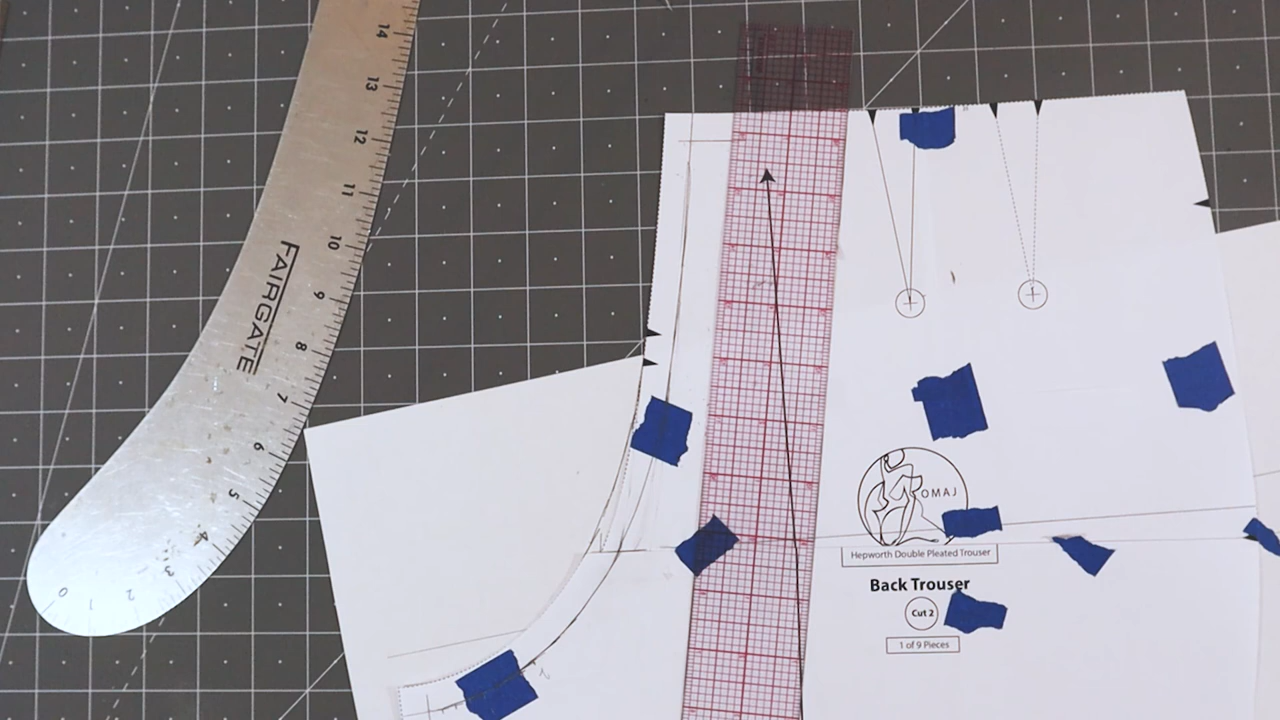 14
13
12
11
10
9
8
7
6
5
4
3
2
1
0
FAIRGATE
OMAJ
Hepworth Double Pleated Trouser
Back Trouser
Cut 2
1 of 9 Pieces